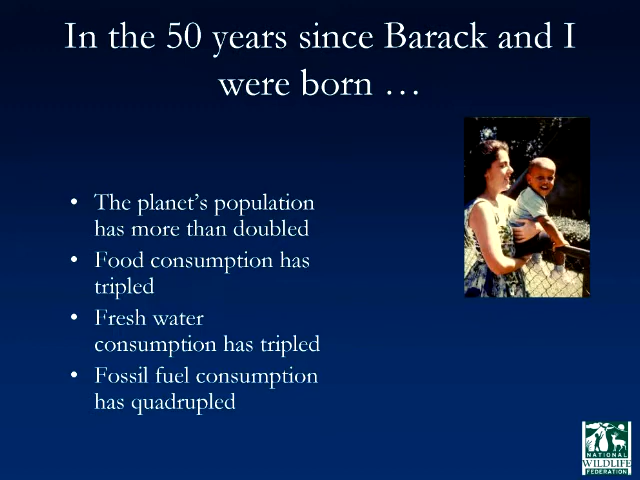 In the 50 years since Barack and I
were born …
• The planet’s population
has more than doubled
• Food consumption has
tripled
• Fresh water
consumption has tripled
• Fossil fuel consumption
has quadrupled
NATIONAL
WILDLIFE
FEDERATION